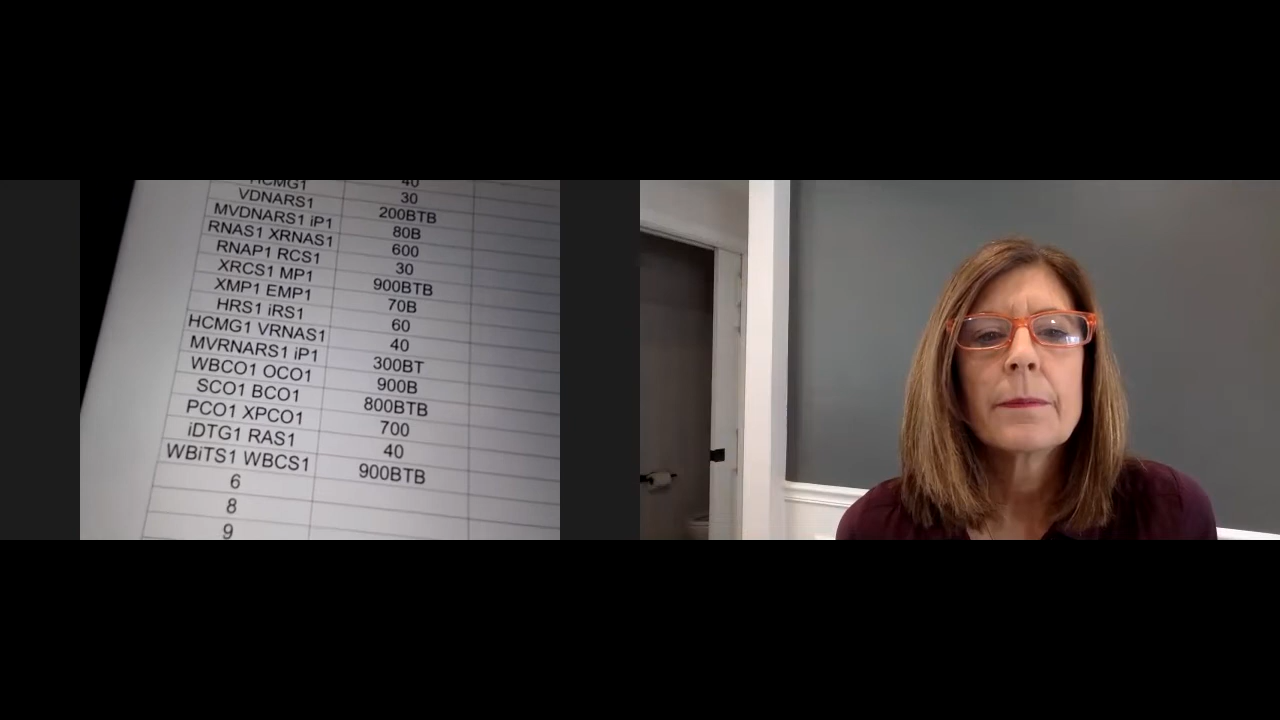 40
HCMG1 30
VDNARS1 200BTB
MVDNARS1 iP1 80B
RNAS1 XRNAS1 600
RNAP1 RCS1 30
XRCS1 MP1 900BTB
XMP1 EMP1 70B
HRS1 iRS1 60
HCMG1 VRNAS1 40
MVRNARS1 iP1 300BT
WBCO1 OCO1 900B
SCO1 BCO1 800BTB
PCO1 XPCO1 700
iDTG1 RAS1 40
WBiTS1 WBCS1 900BTB
6
8
9